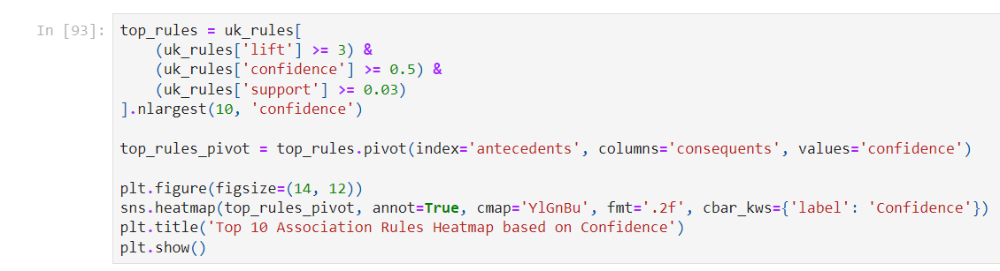 In [93]:
top_rules = uk_rules[
    (uk_rules['lift'] >= 3) &
    (uk_rules['confidence'] >= 0.5) &
    (uk_rules['support'] >= 0.03)
].nlargest(10, 'confidence')
top_rules_pivot = top_rules.pivot(index='antecedents', columns='consequents', values='confidence')
plt.figure(figsize=(14, 12))
sns.heatmap(top_rules_pivot, annot=True, cmap='YlGnBu', fmt='.2f', cbar_kws={'label': 'Confidence'})
plt.title('Top 10 Association Rules Heatmap based on Confidence')
plt.show()